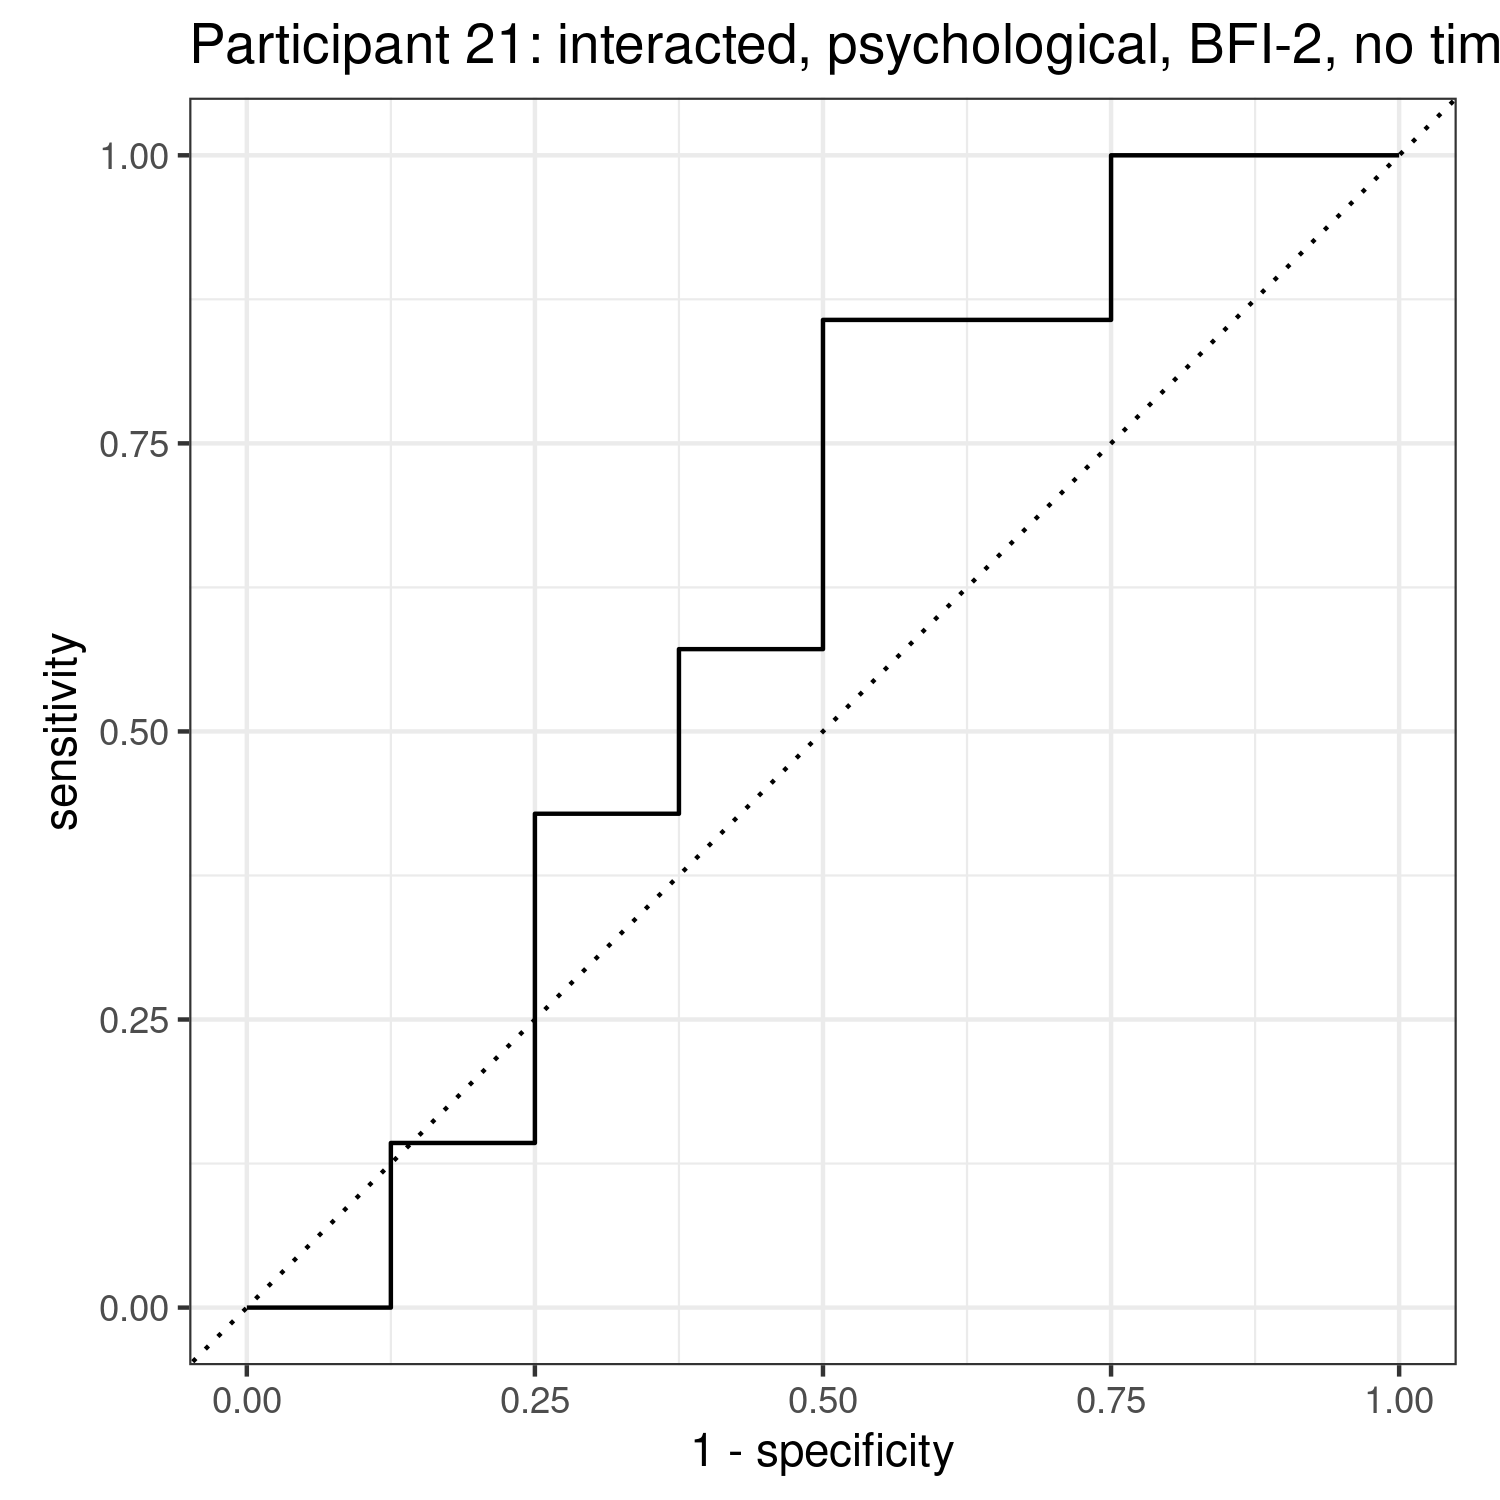 Participant 21: interacted, psychological, BFI-2, no tim
1.00
0.75
0.50
0.25
0.00
sensitivity
0.00 0.25 0.50 0.75 1.00
1 - specificity